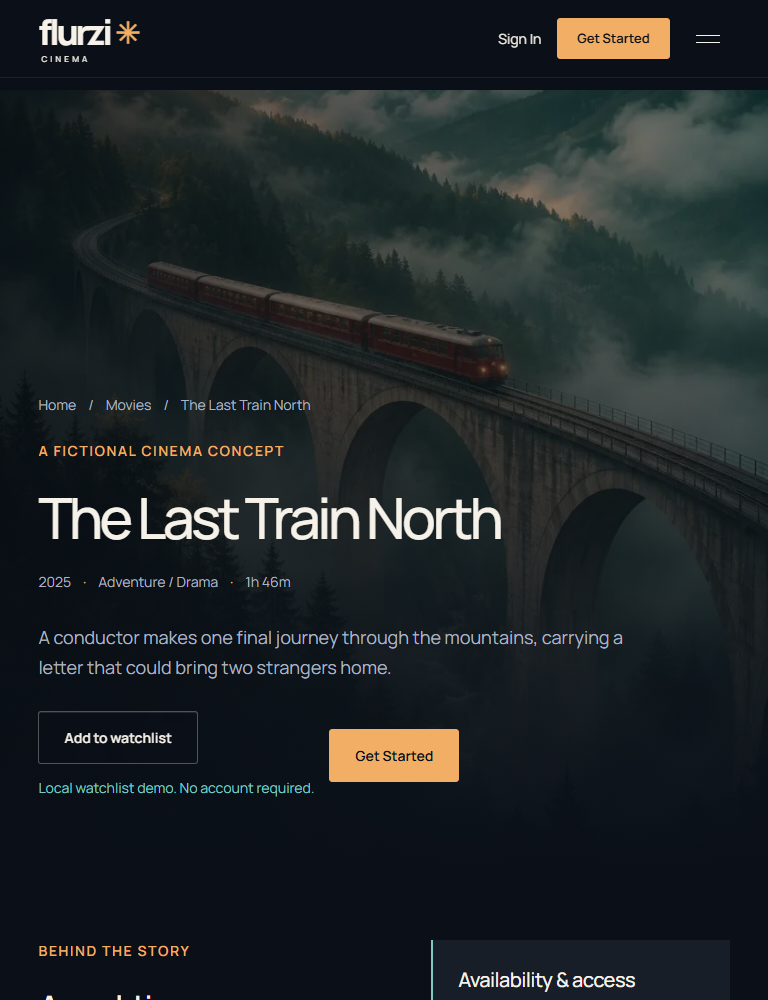 flurzi
CINEMA
Sign In
Get Started
Home / Movies / The Last Train North
A FICTIONAL CINEMA CONCEPT
The Last Train North
2025 · Adventure / Drama · 1h 46m
A conductor makes one final journey through the mountains, carrying a
letter that could bring two strangers home.
Add to watchlist
Get Started
Local watchlist demo. No account required.
BEHIND THE STORY
Availability & access